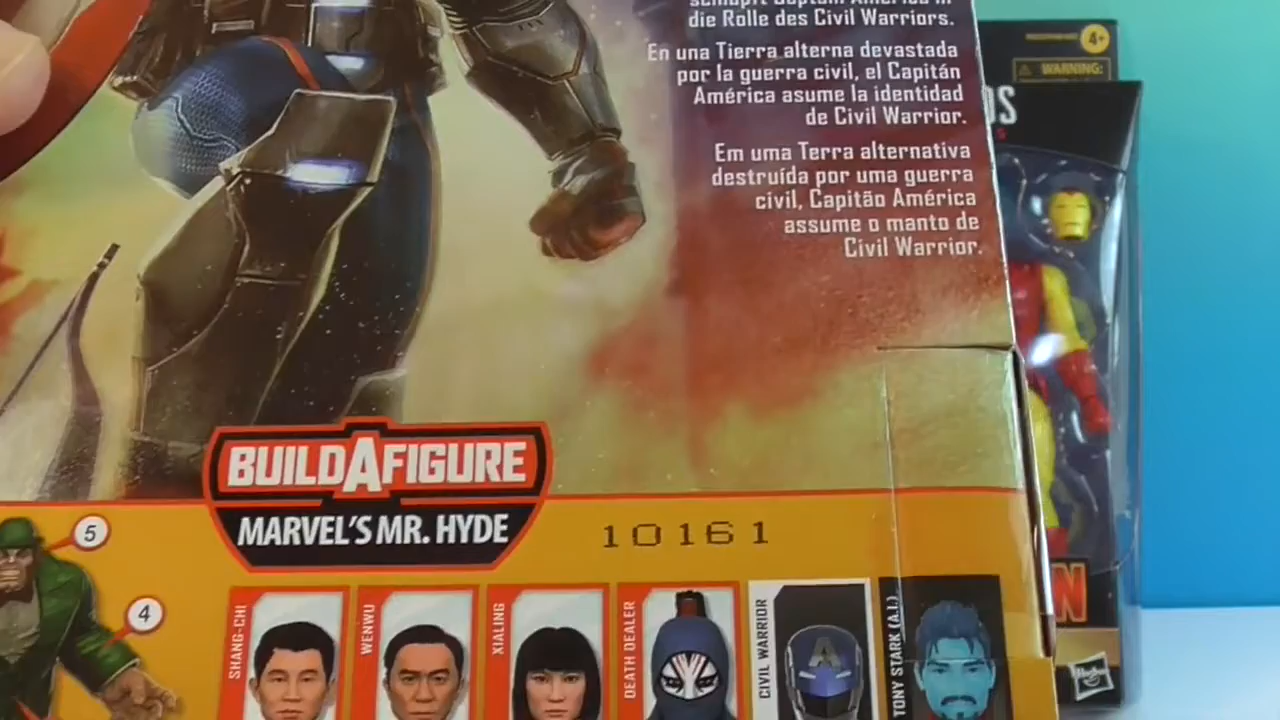 die Rolle des Civil Warriors.
En una Tierra alterna devastada
por la guerra civil, el Capitán
América asume la identidad
de Civil Warrior.
Em uma Terra alternativa
destruída por uma guerra
civil, Capitão América
assume o manto de
Civil Warrior.
4+
WARNING:
BUILD A FIGURE
MARVEL'S MR. HYDE
10161
5
4
SHANG-CHI
WENWU
XIALING
DEATH DEALER
CIVIL WARRIOR
TONY STARK (A.I.)
Hasbro